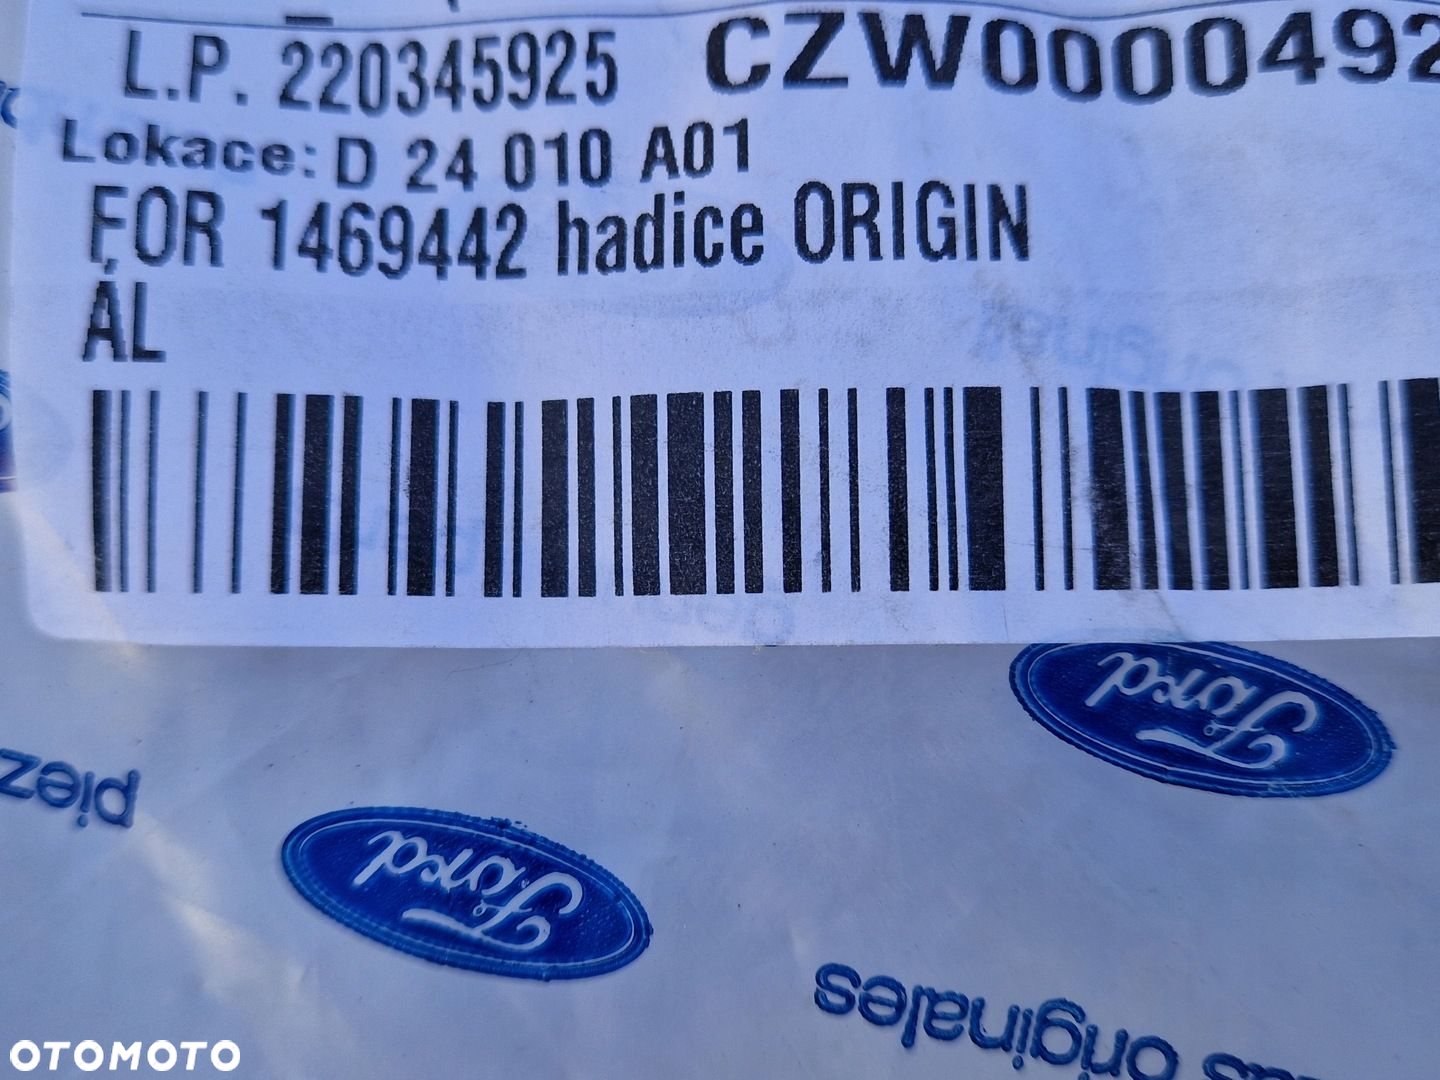 L.P. 220345925 CZW0000492
Lokace: D 24 010 A01
FOR 1469442 hadice ORIGIN
ÁL
Ford
piez
Ford
originales
OTOMOTO